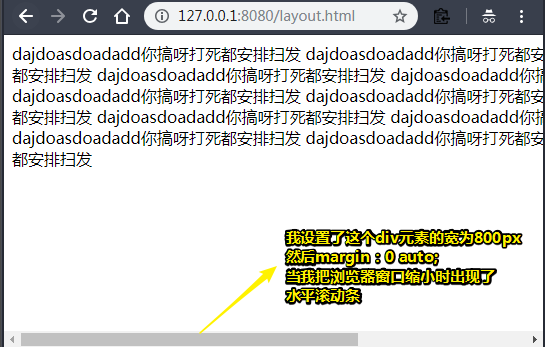 127.0.0.1:8080/layout.html
dajdoasdoadadd你搞呀打死都安排扫发 dajdoasdoadadd你搞呀打死
都安排扫发 dajdoasdoadadd你搞呀打死都安排扫发 dajdoasdoadadd你搞
dajdoasdoadadd你搞呀打死都安排扫发 dajdoasdoadadd你搞呀打死
都安排扫发 dajdoasdoadadd你搞呀打死都安排扫发 dajdoasdoadadd你搞
dajdoasdoadadd你搞呀打死都安排扫发 dajdoasdoadadd你搞呀打死
都安排扫发
我设置了这个div元素的宽为800px
然后margin：0 auto;
当我把浏览器窗口缩小时出现了
水平滚动条